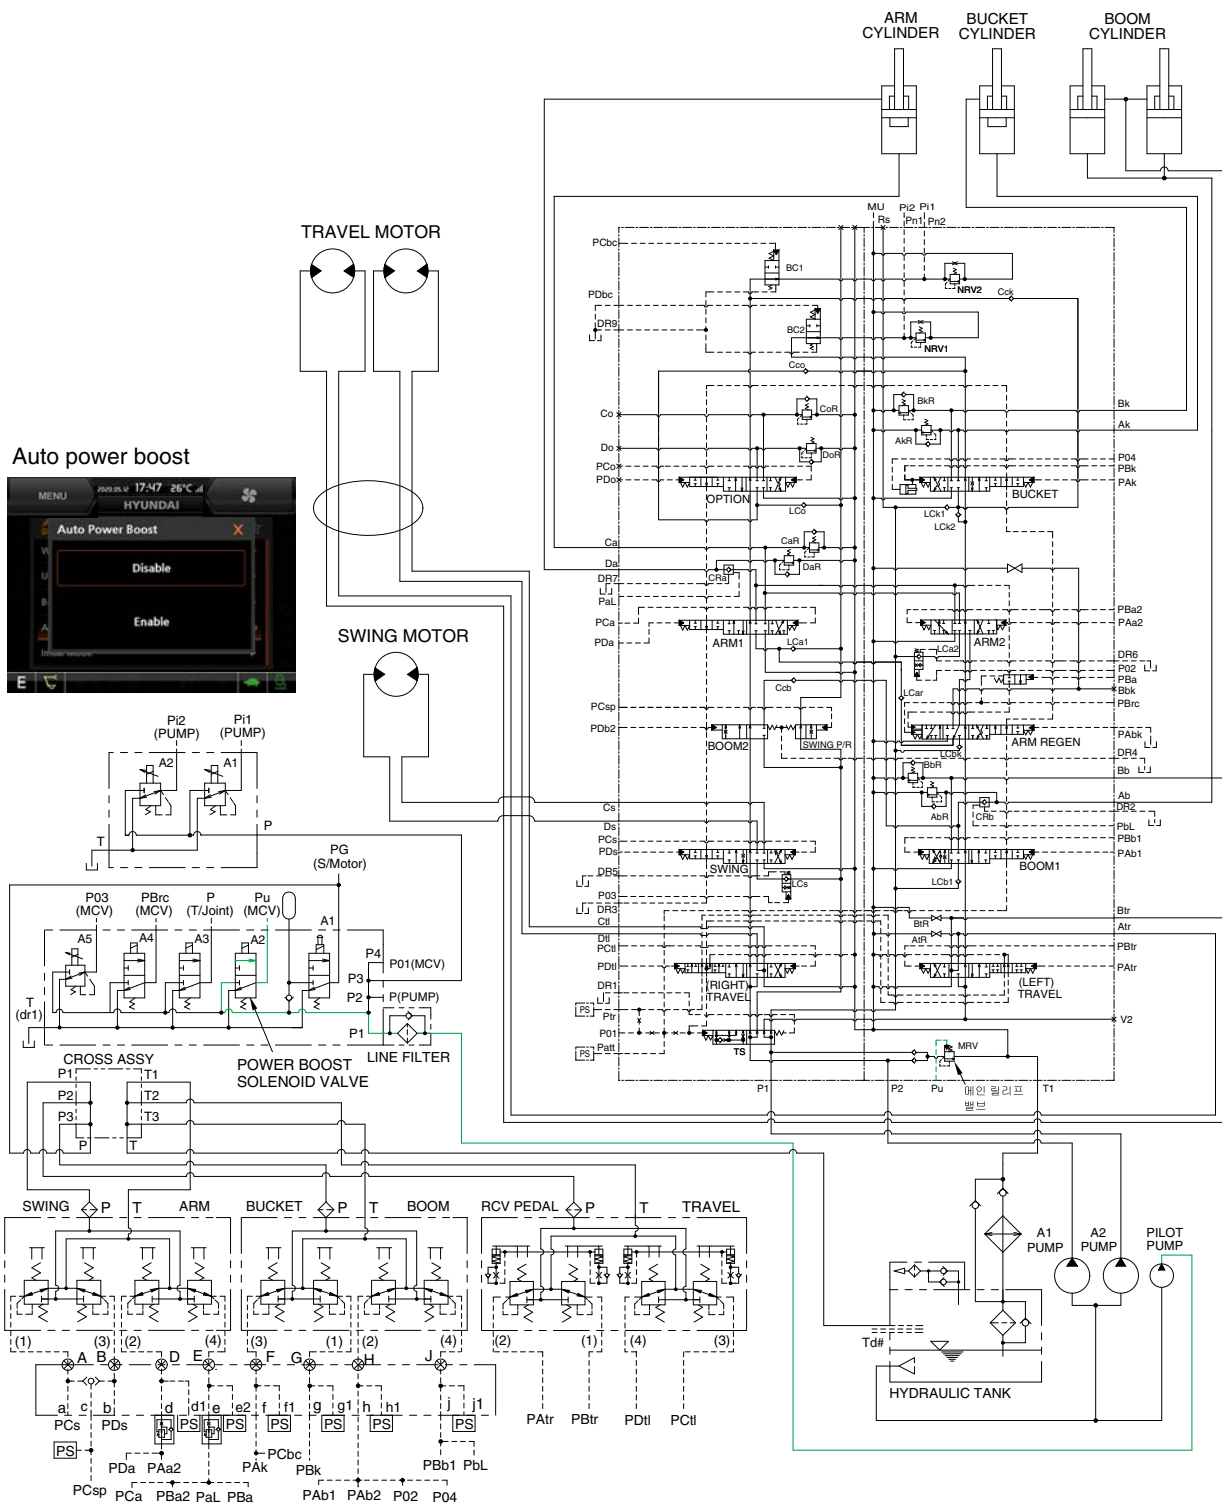 ARM
CYLINDER
BUCKET
CYLINDER
BOOM
CYLINDER
TRAVEL MOTOR
MU
Rs
Pi2
Pn1
Pi1
Pn2
PCbc
BC1
NRV2
Cck
PDbc
DR9
BC2
NRV1
Cco
BkR
Bk
Co
CoR
AkR
Ak
Do
DoR
P04
PCo
PBk
PDo
PAk
OPTION
BUCKET
LCo
LCk1
LCk2
Auto power boost
MENU
2020.05.12 17:47 26°C
HYUNDAI
Auto Power Boost X
Disable
Enable
E
Ca
CaR
Da
DaR
DR7
CRa
PaL
PBa2
PCa
PAa2
PDa
ARM1
LCa1
ARM2
LCa2
DR6
P02
PBa
Ccb
LCar
Bbk
PBrc
SWING MOTOR
PCsp
PDb2
BOOM2
SWING P/R
ARM REGEN
PAbk
LCbk
DR4
BbR
Bb
Pi2
(PUMP)
Pi1
(PUMP)
A2
A1
P
T
Cs
Ds
AbR
CRb
Ab
DR2
PbL
PCs
PBb1
PDs
PAb1
SWING
BOOM1
DR5
LCs
LCb1
P03
DR3
Ctl
BtR
Btr
Dtl
AtR
Atr
PCtl
PBtr
PDtl
PAtr
(RIGHT)
TRAVEL
(LEFT)
TRAVEL
DR1
PS
Ptr
P01
V2
PS
Patt
TS
MRV
메인 릴리프
밸브
P1
P2
Pu
T1
PG
(S/Motor)
P03
(MCV)
PBrc
(MCV)
P
(T/Joint)
Pu
(MCV)
A5
A4
A3
A2
A1
P4
P01(MCV)
P3
P2
P(PUMP)
T
(dr1)
P1
LINE FILTER
POWER BOOST
SOLENOID VALVE
CROSS ASSY
P1
T1
P2
T2
P3
T3
P
T
SWING
P
T
ARM
BUCKET
P
T
BOOM
RCV PEDAL
P
T
TRAVEL
(1)
(3)
(2)
(4)
(3)
(1)
(2)
(4)
(2)
(1)
(4)
(3)
A
B
D
E
F
G
H
J
a
c
b
d
d1
e
e2
f
f1
g
g1
h
h1
j
j1
PCs
PDs
PS
PS
PS
PS
PS
PS
PS
PCsp
PDa
PAa2
PCa
PBa2
PaL
PBa
PAk
PCbc
PBk
PAb1
PAb2
P02
P04
PBb1
PbL
PAtr
PBtr
PDtl
PCtl
A1
PUMP
A2
PUMP
PILOT
PUMP
Td#
HYDRAULIC TANK